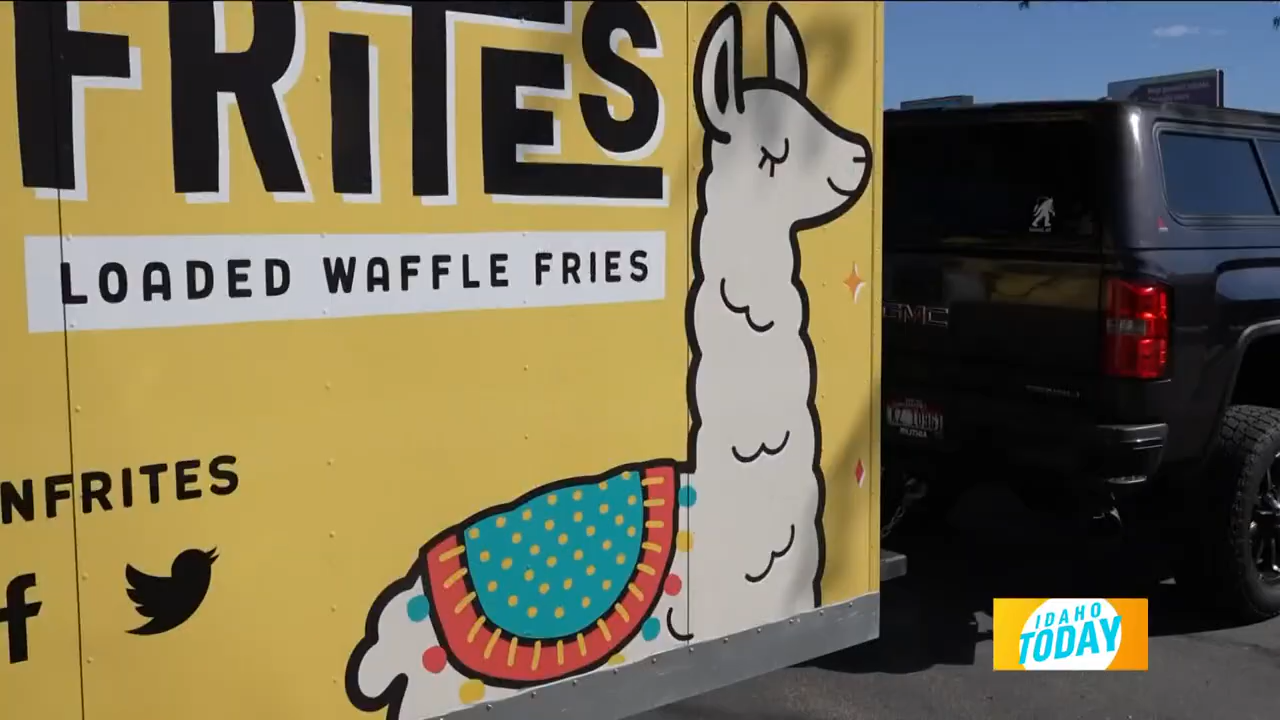 FRITES
LOADED WAFFLE FRIES
NFRITES
f
GMC
IDAHO
TODAY